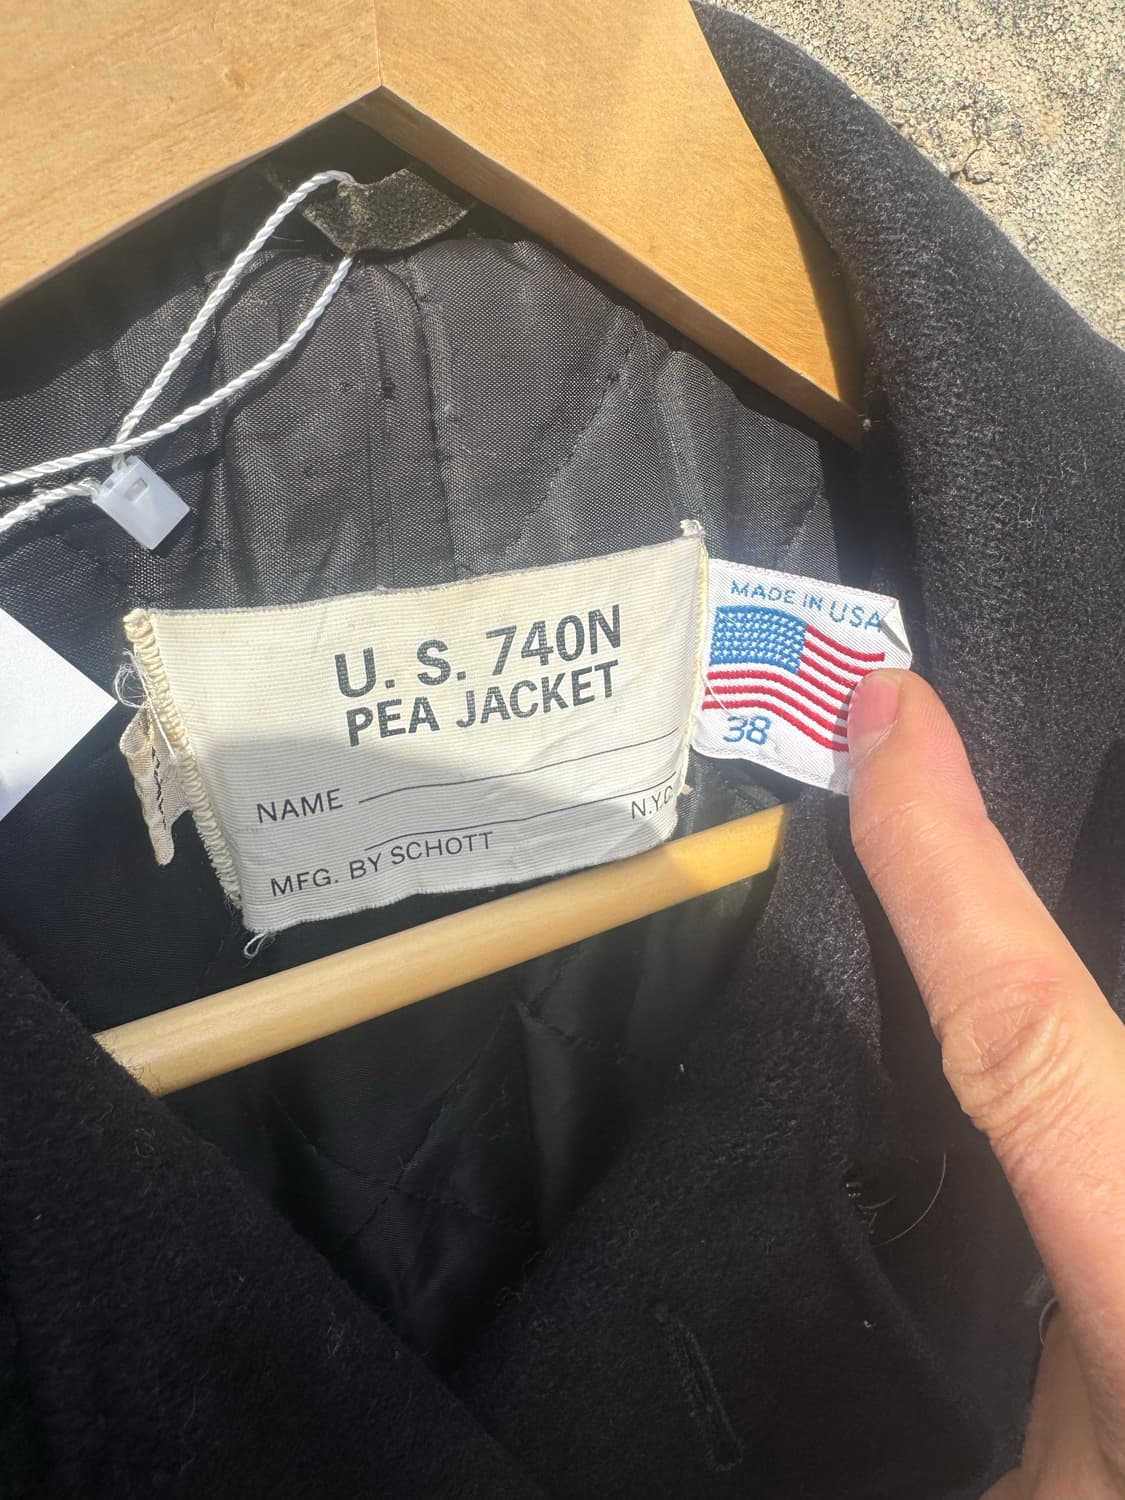 U. S. 740N
PEA JACKET
NAME
N.Y.C.
MFG. BY SCHOTT
MADE IN USA
38